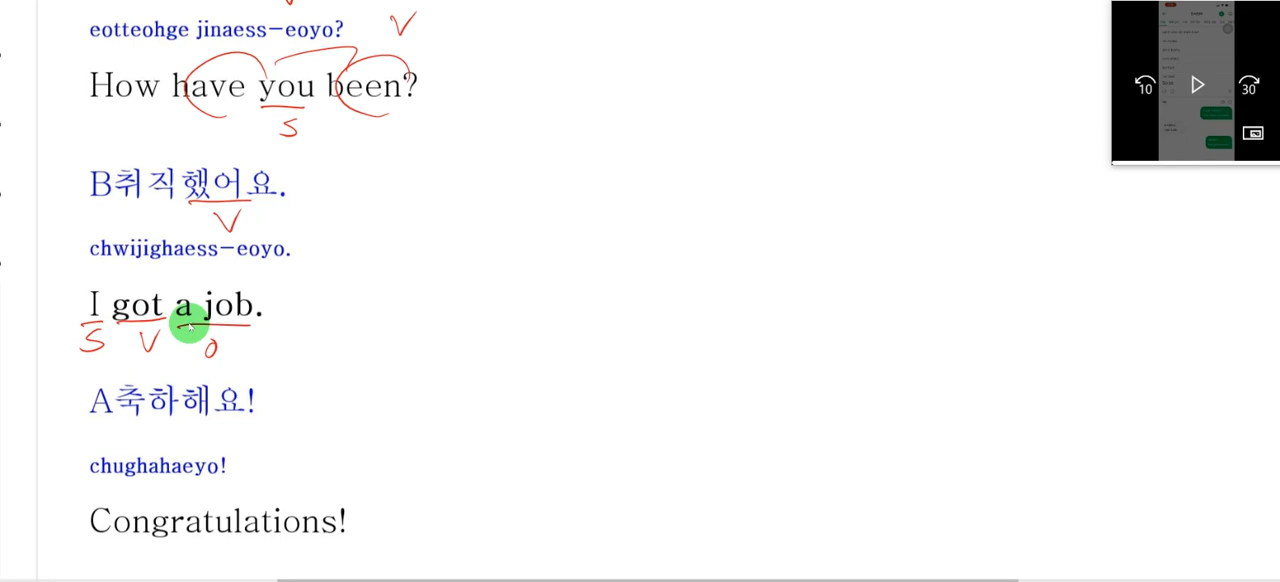 eotteohge jinaess-eoyo?
V
How have you been?
S
B취직했어요.
V
chwijighaess-eoyo.
I got a job.
S V O
A축하해요!
chughahaeyo!
Congratulations!
10
30